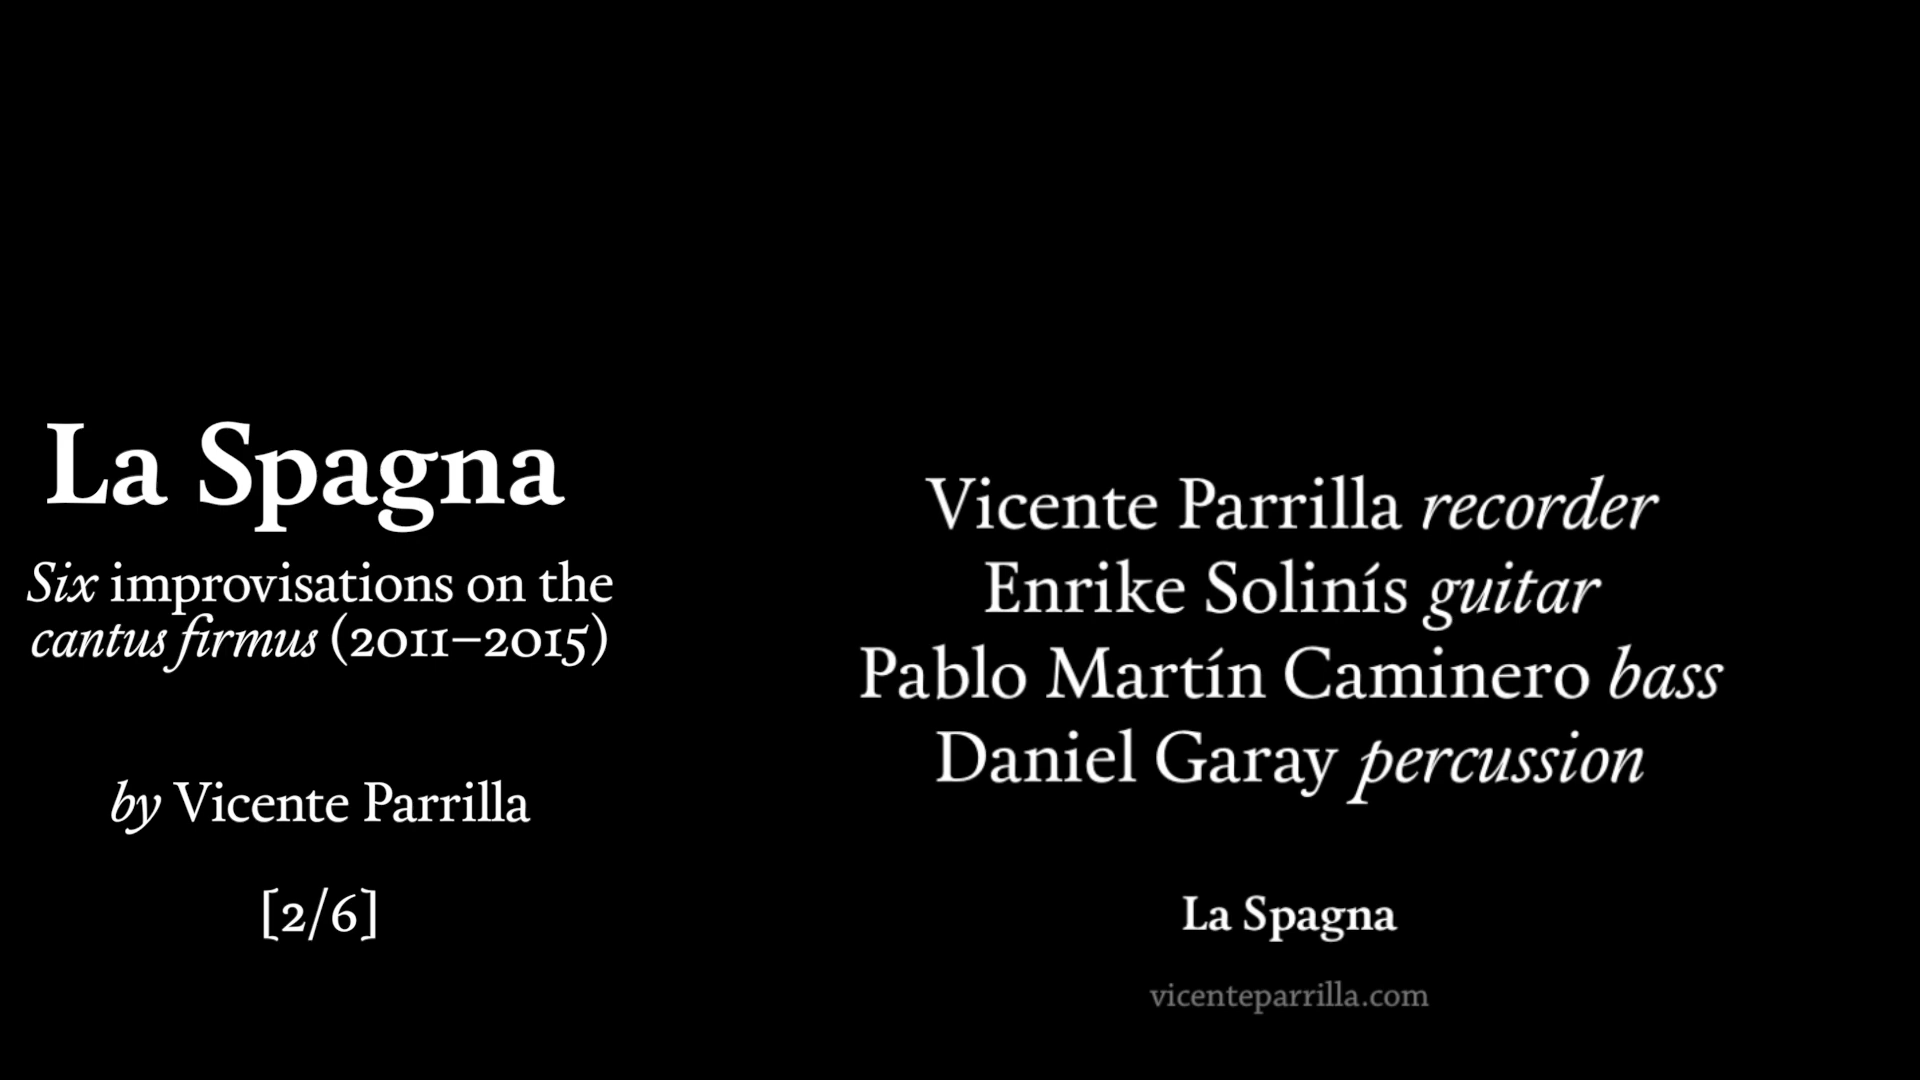 La Spagna
Six improvisations on the
cantus firmus (2011–2015)
by Vicente Parrilla
[2/6]
Vicente Parrilla recorder
Enrike Solinís guitar
Pablo Martín Caminero bass
Daniel Garay percussion
La Spagna
vicenteparrilla.com